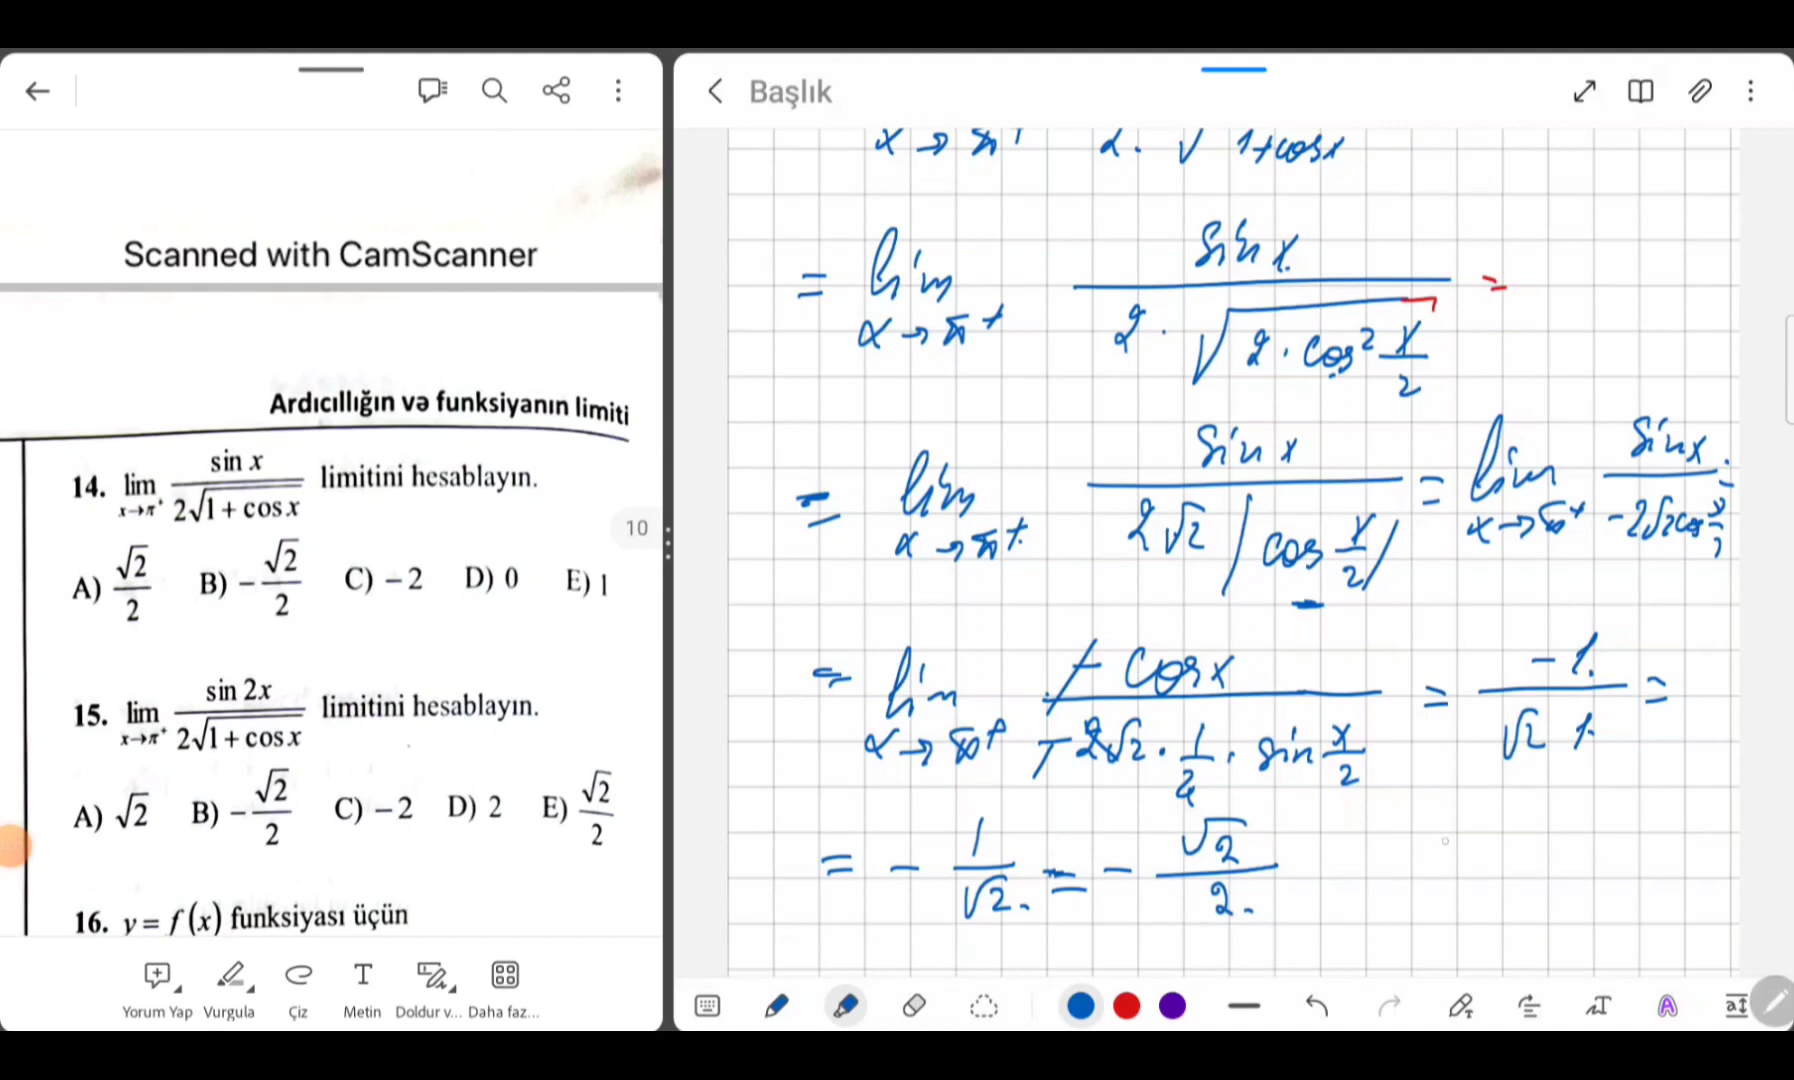 Başlık
Scanned with CamScanner
Ardıcıllığın və funksiyanın limiti
14. lim x→π⁺ sin x / 2√1 + cos x limitini hesablayın.
A) √2/2 B) −√2/2 C) −2 D) 0 E) 1
10
15. lim x→π⁺ sin 2x / 2√1 + cos x limitini hesablayın.
A) √2 B) −√2/2 C) −2 D) 2 E) √2/2
16. y = f(x) funksiyası üçün
Yorum Yap Vurgula Çiz Metin Doldur v... Daha faz...
x→π⁺ 2·√1+cosx
= lim x→π⁺ sin x / 2·√2·cos² x/2 =
= lim x→π⁺ sin x / 2√2 |cos x/2| = lim x→π⁺ sin x / -2√2 cos x/2 =
= lim x→π⁺ + cos x / +2√2 · 1/2 · sin x/2 = -1 / √2·1 =
= - 1/√2 = - √2/2.